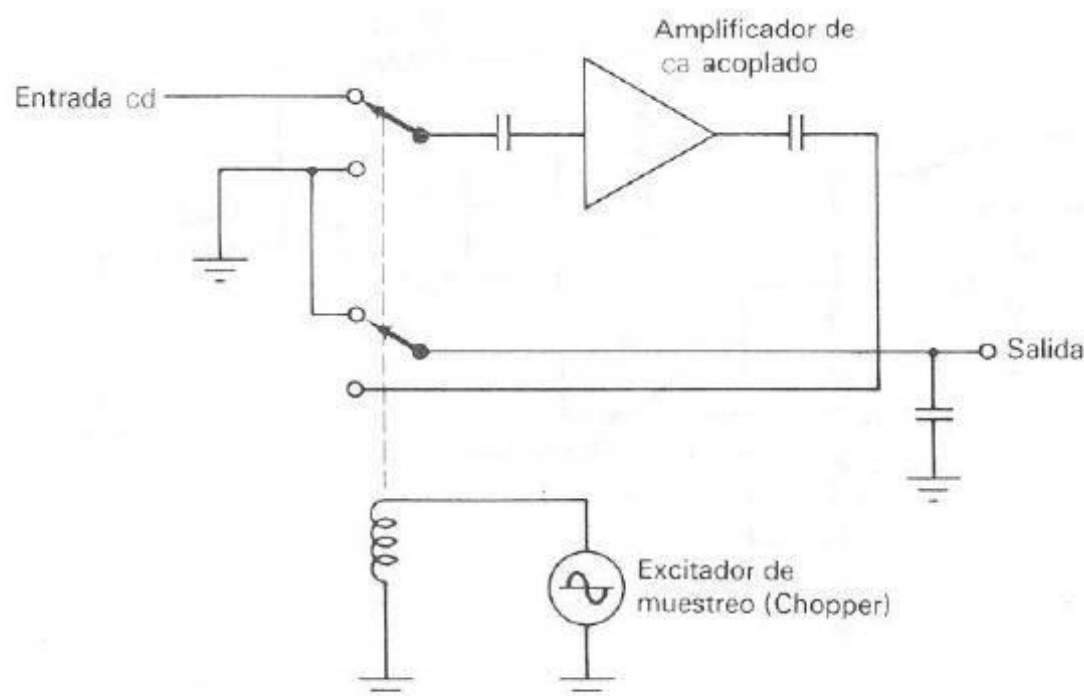 Amplificador de
ca acoplado
Entrada cd
Salida
Excitador de
muestreo (Chopper)